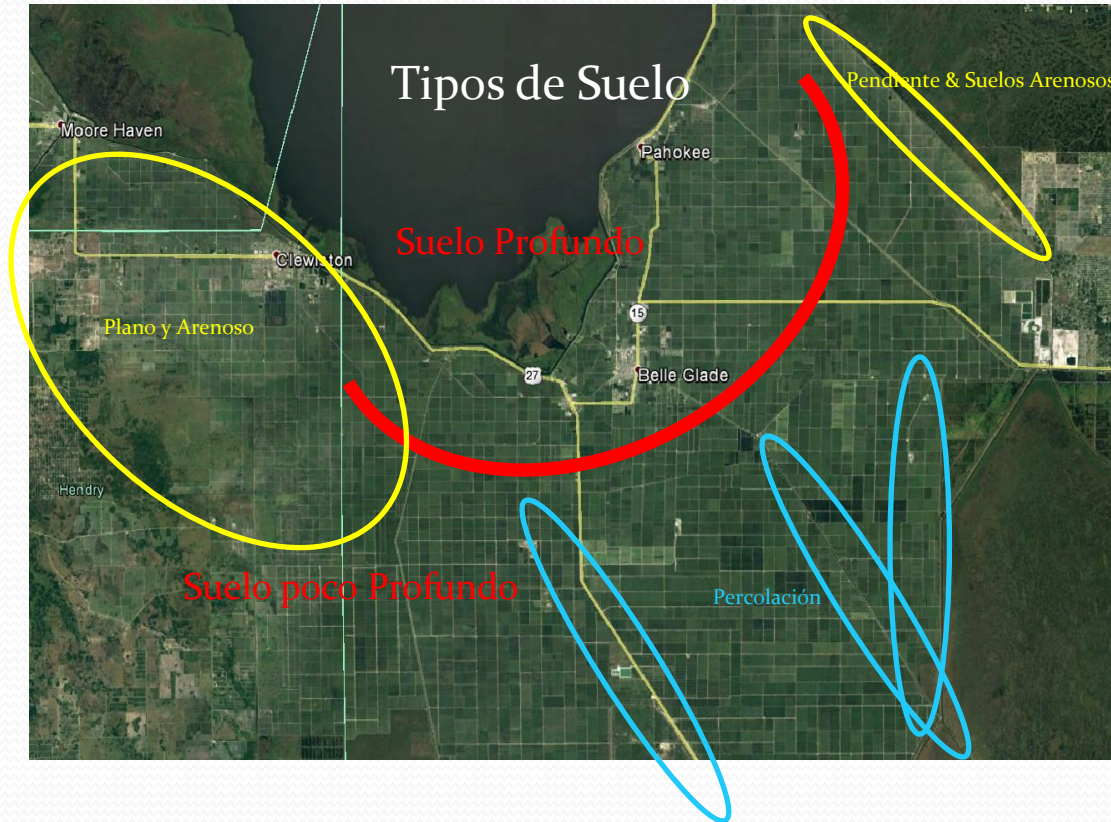 Tipos de Suelo
Pendiente & Suelos Arenosos
Moore Haven
Pahokee
Suelo Profundo
Clewiston
15
Plano y Arenoso
27
Belle Glade
Hendry
Suelo poco Profundo
Percolación